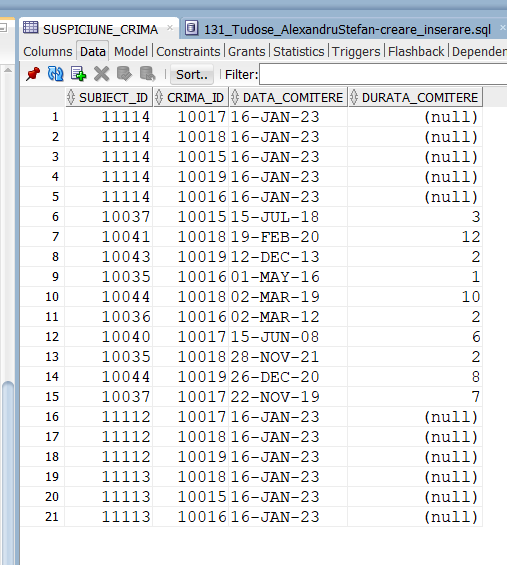 SUSPICIUNE_CRIMA 131_Tudose_AlexandruStefan-creare_inserare.sql
Columns Data Model Constraints Grants Statistics Triggers Flashback Dependen
Sort.. Filter:
SUBIECT_ID CRIMA_ID DATA_COMITERE DURATA_COMITERE
1 11114 10017 16-JAN-23 (null)
2 11114 10018 16-JAN-23 (null)
3 11114 10015 16-JAN-23 (null)
4 11114 10019 16-JAN-23 (null)
5 11114 10016 16-JAN-23 (null)
6 10037 10015 15-JUL-18 3
7 10041 10018 19-FEB-20 12
8 10043 10019 12-DEC-13 2
9 10035 10016 01-MAY-16 1
10 10044 10018 02-MAR-19 10
11 10036 10016 02-MAR-12 2
12 10040 10017 15-JUN-08 6
13 10035 10018 28-NOV-21 2
14 10044 10019 26-DEC-20 8
15 10037 10017 22-NOV-19 7
16 11112 10017 16-JAN-23 (null)
17 11112 10018 16-JAN-23 (null)
18 11112 10019 16-JAN-23 (null)
19 11113 10018 16-JAN-23 (null)
20 11113 10015 16-JAN-23 (null)
21 11113 10016 16-JAN-23 (null)